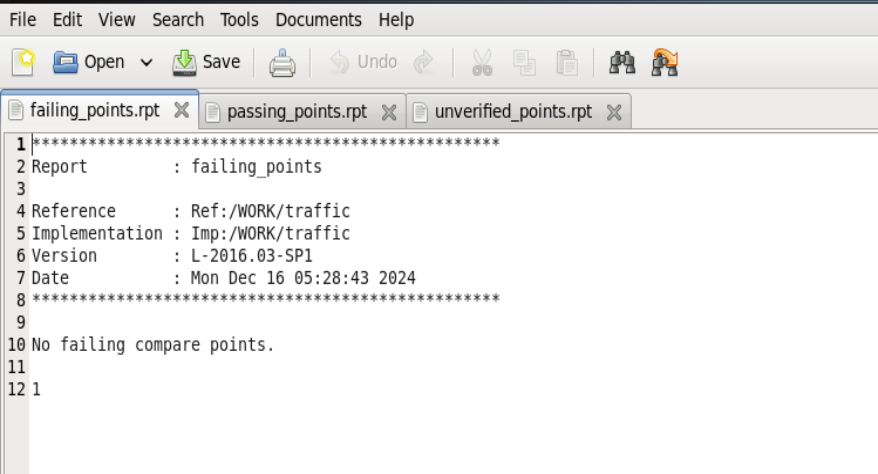 File Edit View Search Tools Documents Help
Open Save Undo
failing_points.rpt passing_points.rpt unverified_points.rpt
1 **************************************************
2 Report : failing_points
3
4 Reference : Ref:/WORK/traffic
5 Implementation : Imp:/WORK/traffic
6 Version : L-2016.03-SP1
7 Date : Mon Dec 16 05:28:43 2024
8 **************************************************
9
10 No failing compare points.
11
12 1